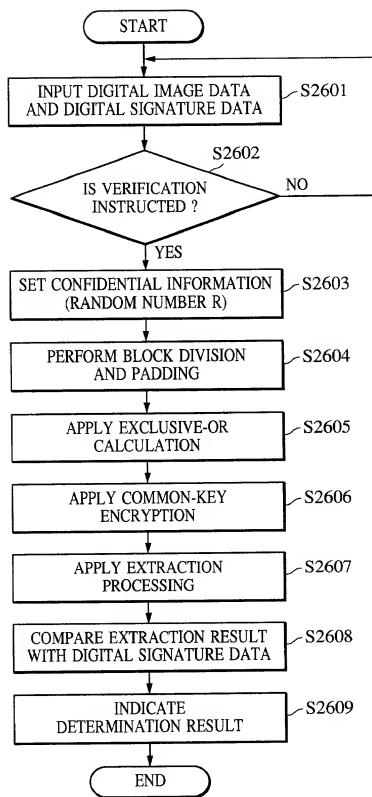 START
INPUT DIGITAL IMAGE DATA
AND DIGITAL SIGNATURE DATA
S2601
S2602
IS VERIFICATION
INSTRUCTED ?
NO
YES
SET CONFIDENTIAL INFORMATION
(RANDOM NUMBER R)
S2603
PERFORM BLOCK DIVISION
AND PADDING
S2604
APPLY EXCLUSIVE-OR
CALCULATION
S2605
APPLY COMMON-KEY
ENCRYPTION
S2606
APPLY EXTRACTION
PROCESSING
S2607
COMPARE EXTRACTION RESULT
WITH DIGITAL SIGNATURE DATA
S2608
INDICATE
DETERMINATION RESULT
S2609
END